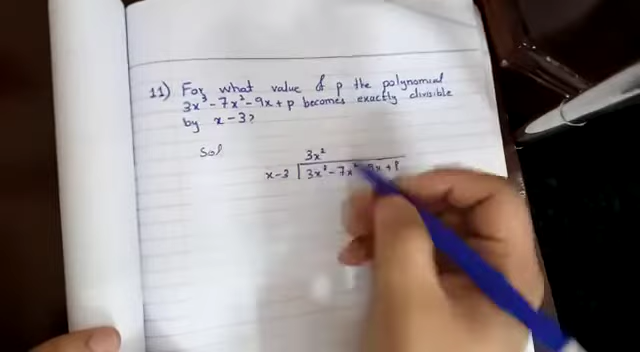 11) For what value of p the polynomial
3x³-7x²-9x+p becomes exactly divisible
by x-3?
Sol
3x²
x-3 3x³-7x²-9x+p